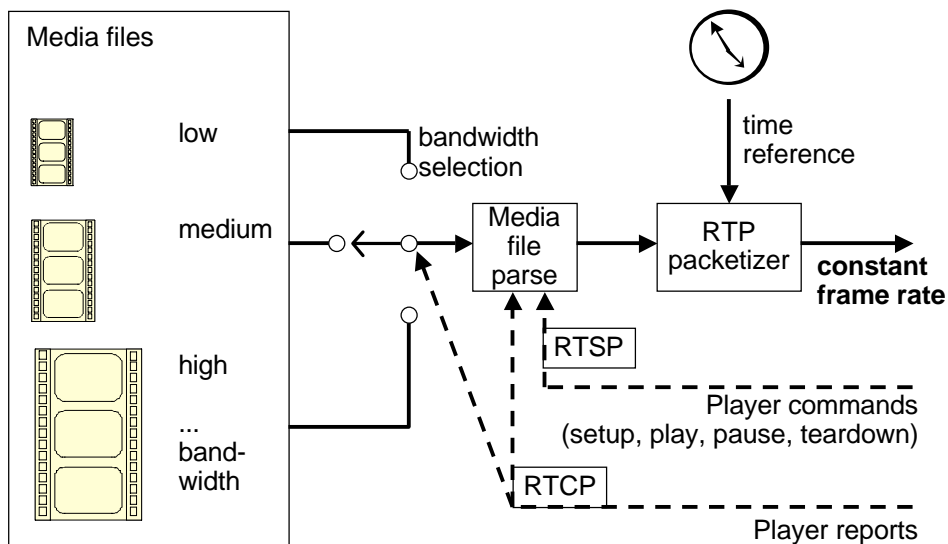 Media files
low
bandwidth
selection
time
reference
medium
Media
file
parse
RTP
packetizer
constant
frame rate
high
RTSP
...
band-
width
Player commands
(setup, play, pause, teardown)
RTCP
Player reports